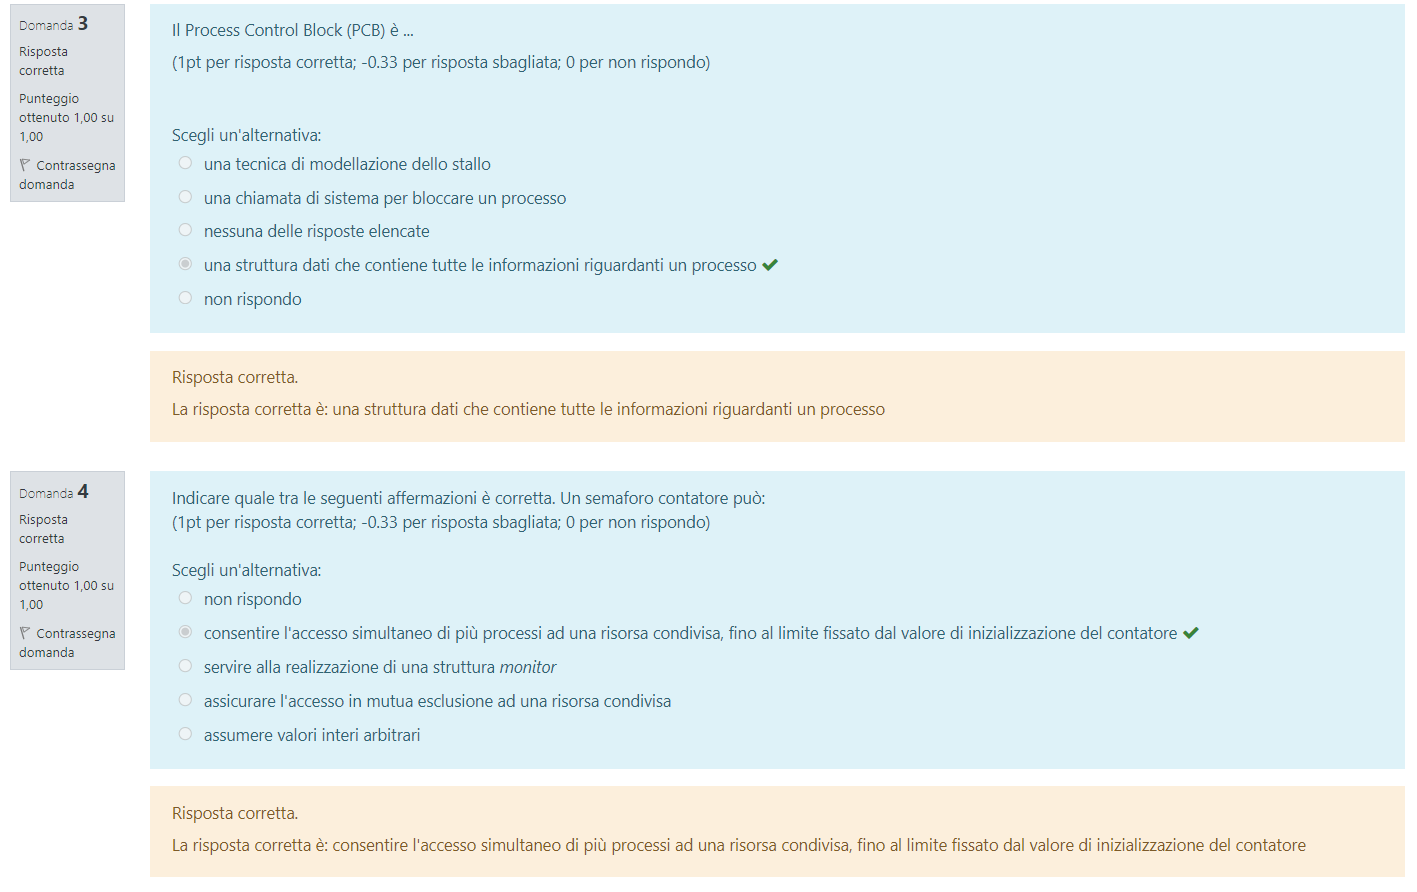 Domanda 3
Risposta
corretta
Punteggio
ottenuto 1,00 su
1,00
Contrassegna
domanda
Il Process Control Block (PCB) è ...
(1pt per risposta corretta; -0.33 per risposta sbagliata; 0 per non rispondo)
Scegli un'alternativa:
una tecnica di modellazione dello stallo
una chiamata di sistema per bloccare un processo
nessuna delle risposte elencate
una struttura dati che contiene tutte le informazioni riguardanti un processo
non rispondo
Risposta corretta.
La risposta corretta è: una struttura dati che contiene tutte le informazioni riguardanti un processo
Domanda 4
Risposta
corretta
Punteggio
ottenuto 1,00 su
1,00
Contrassegna
domanda
Indicare quale tra le seguenti affermazioni è corretta. Un semaforo contatore può:
(1pt per risposta corretta; -0.33 per risposta sbagliata; 0 per non rispondo)
Scegli un'alternativa:
non rispondo
consentire l'accesso simultaneo di più processi ad una risorsa condivisa, fino al limite fissato dal valore di inizializzazione del contatore
servire alla realizzazione di una struttura monitor
assicurare l'accesso in mutua esclusione ad una risorsa condivisa
assumere valori interi arbitrari
Risposta corretta.
La risposta corretta è: consentire l'accesso simultaneo di più processi ad una risorsa condivisa, fino al limite fissato dal valore di inizializzazione del contatore